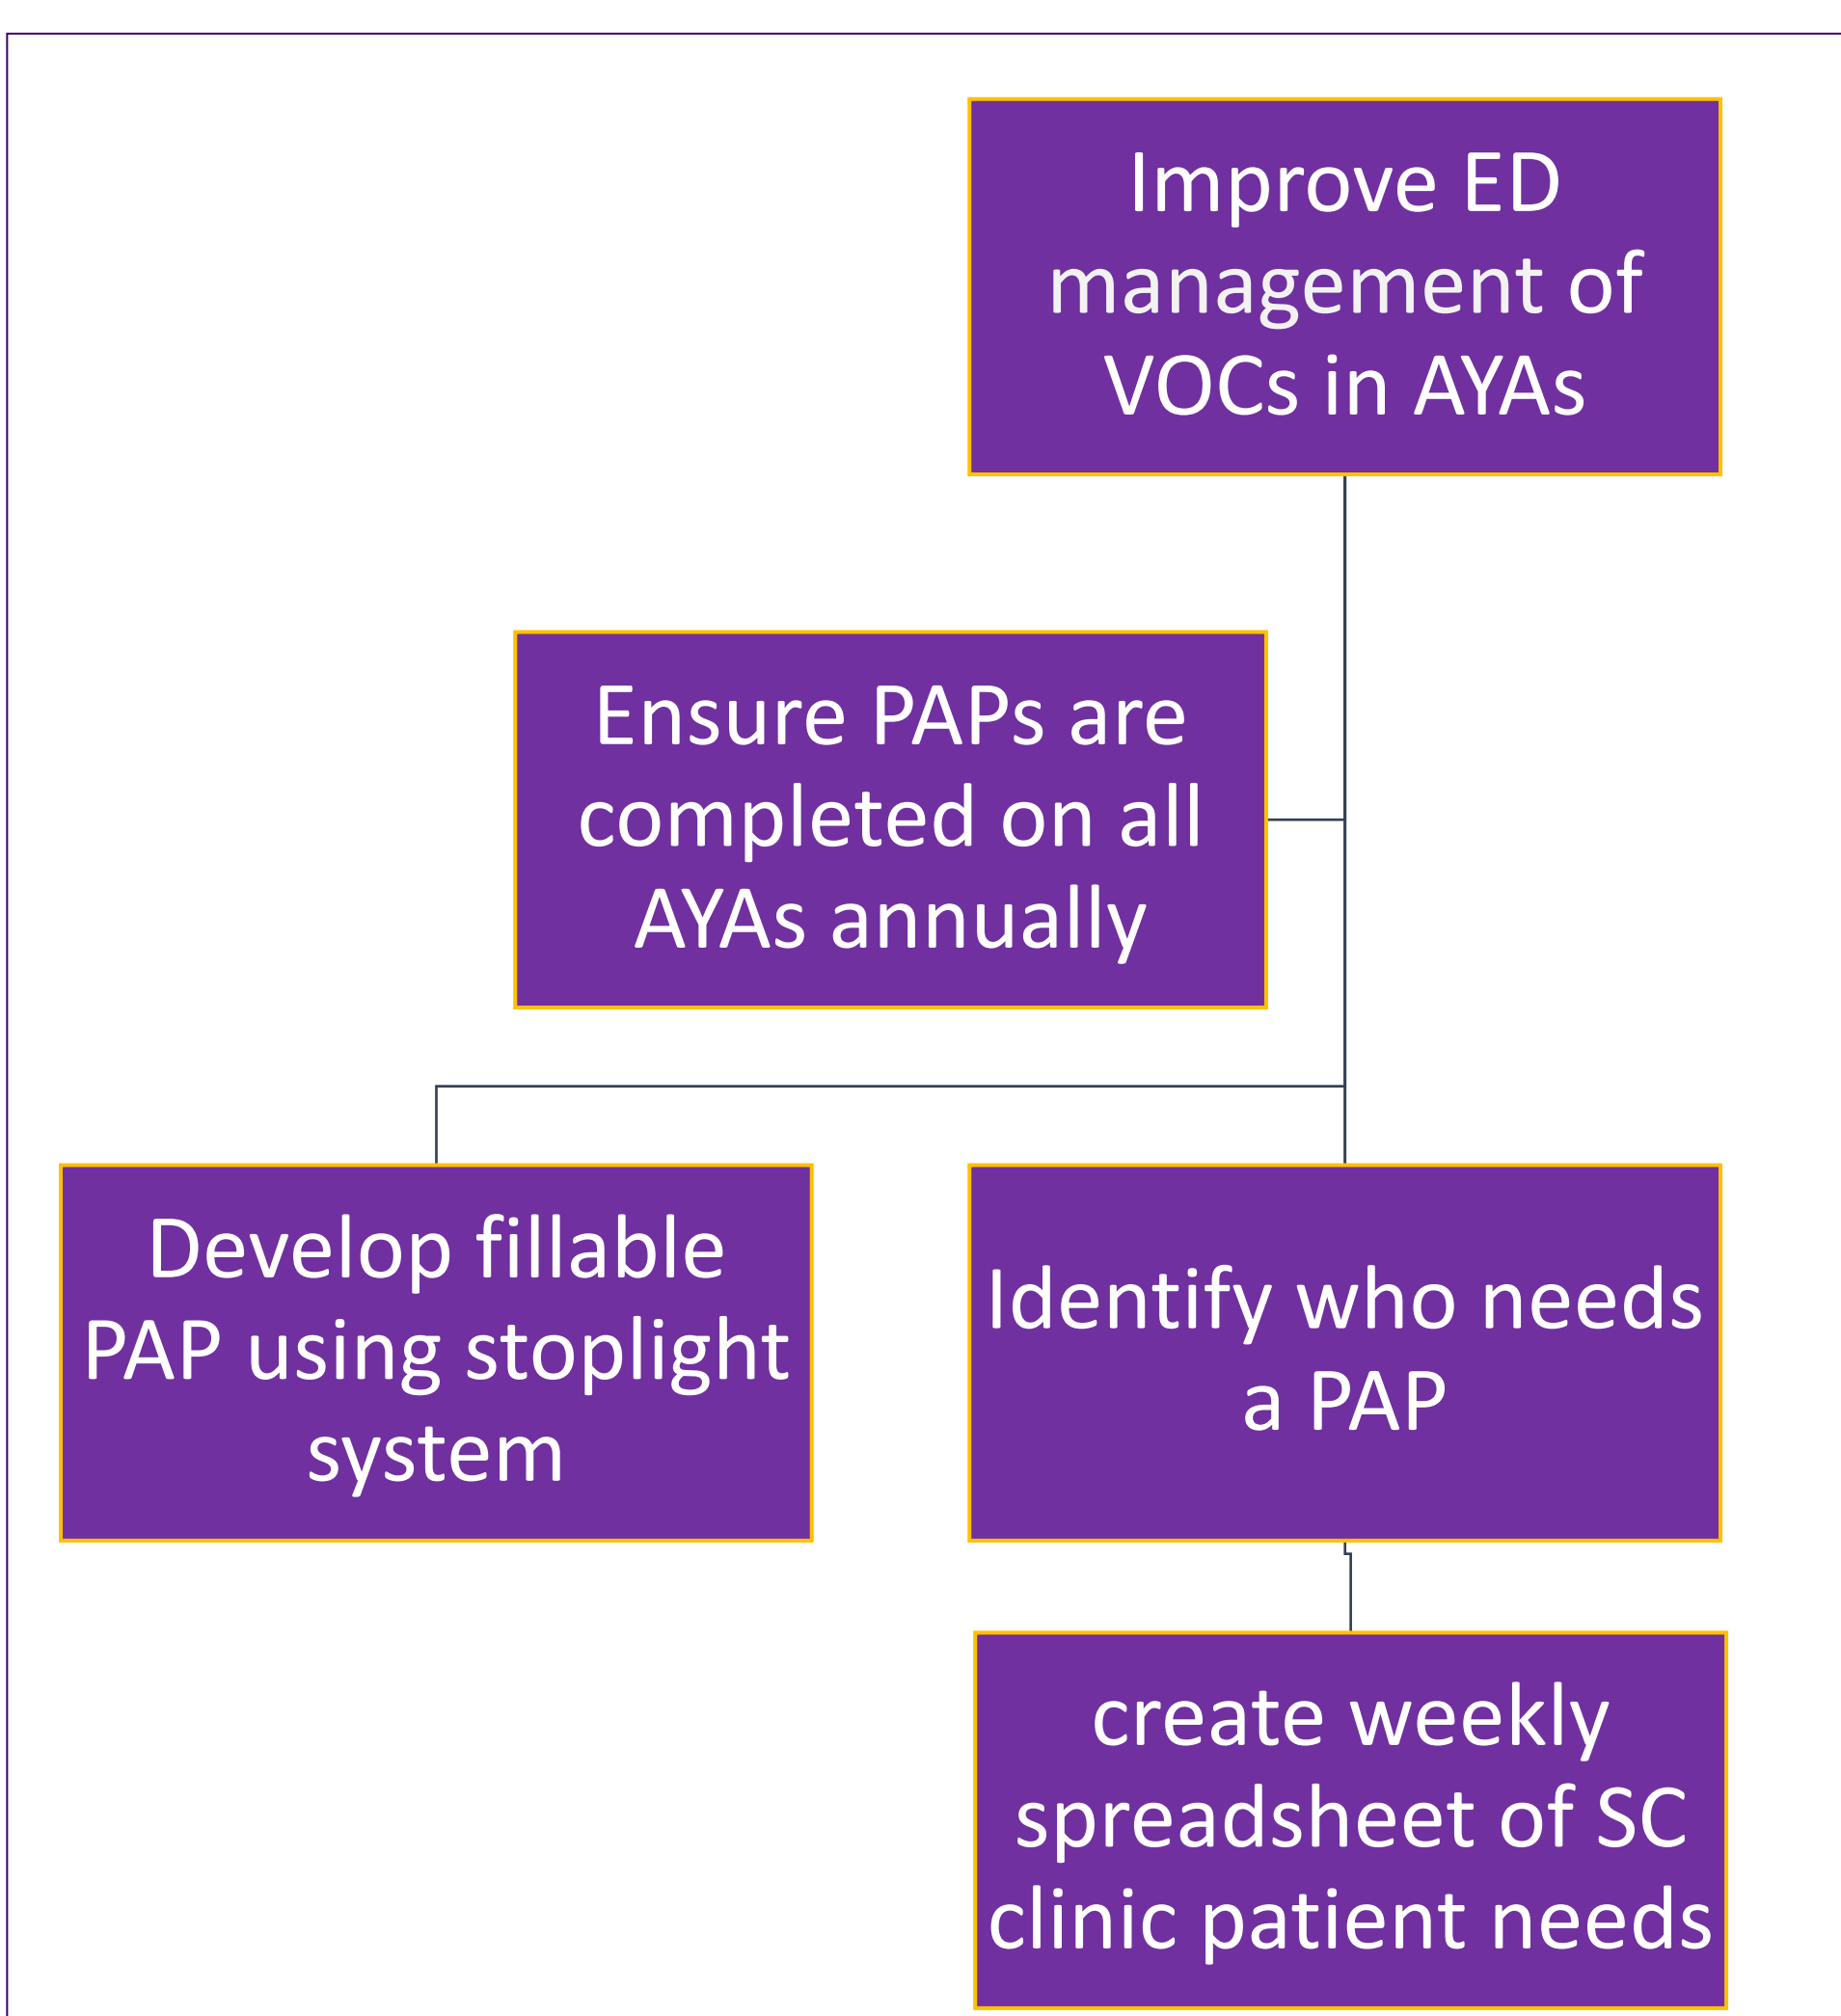 Improve ED
management of
VOCs in AYAs
Ensure PAPs are
completed on all
AYAs annually
Develop fillable
PAP using stoplight
system
Identify who needs
a PAP
create weekly
spreadsheet of SC
clinic patient needs